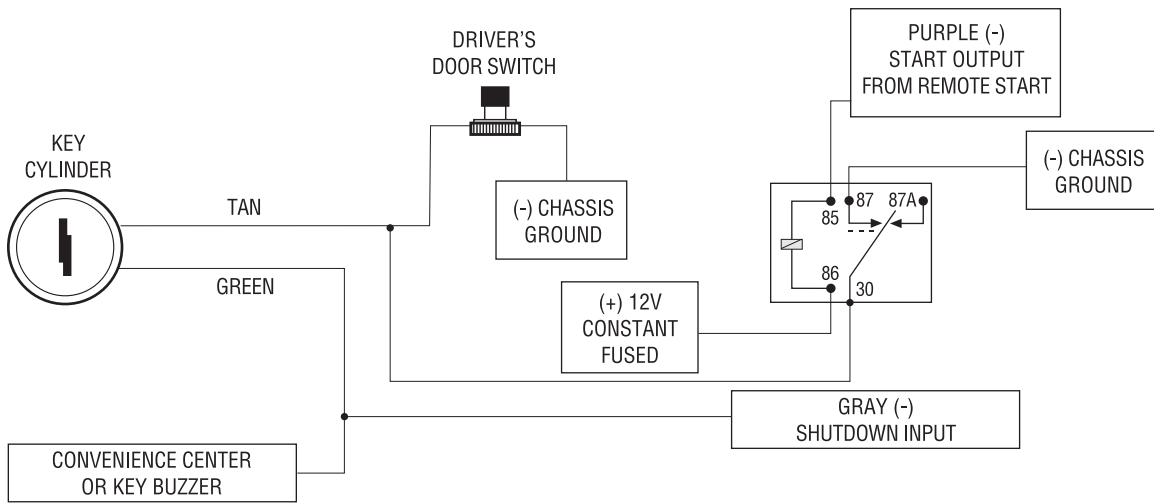 PURPLE (-)
START OUTPUT
FROM REMOTE START
DRIVER'S
DOOR SWITCH
KEY
CYLINDER
(-) CHASSIS
GROUND
TAN
(-) CHASSIS
GROUND
87
87A
85
86
30
GREEN
(+) 12V
CONSTANT
FUSED
GRAY (-)
SHUTDOWN INPUT
CONVENIENCE CENTER
OR KEY BUZZER